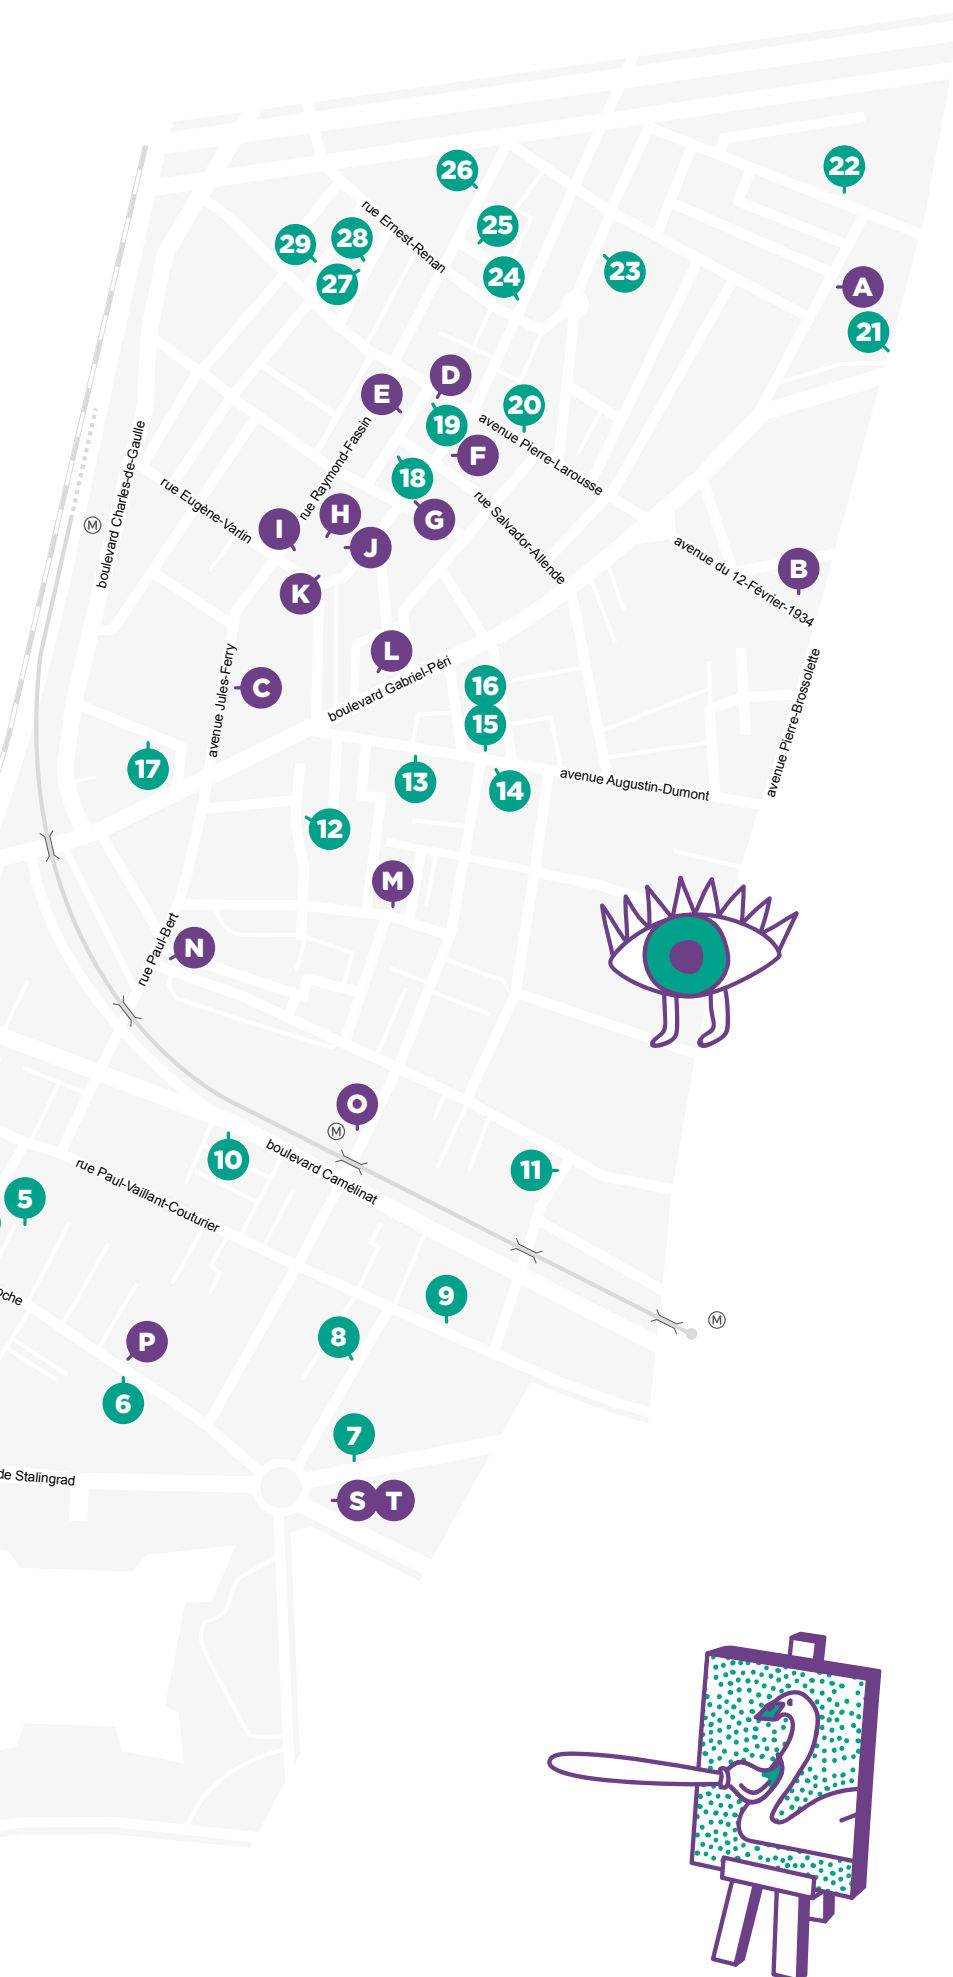 26
22
25
28
29
rue Ernest-Renan
23
24
27
A
21
D
E
20
19
avenue Pierre-Larousse
F
rue Raymond-Fassin
18
rue Eugène-Varlin
boulevard Charles-de-Gaulle
H
G
rue Salvador-Allende
M
I
J
avenue du 12-Février-1934
B
K
L
boulevard Gabriel-Péri
avenue Jules-Ferry
C
16
15
avenue Pierre-Brossolette
17
13
14
avenue Augustin-Dumont
12
M
rue Paul-Bert
N
O
M
10
boulevard Camélinat
11
rue Paul-Vaillant-Couturier
5
oche
9
M
8
P
6
7
de Stalingrad
S
T